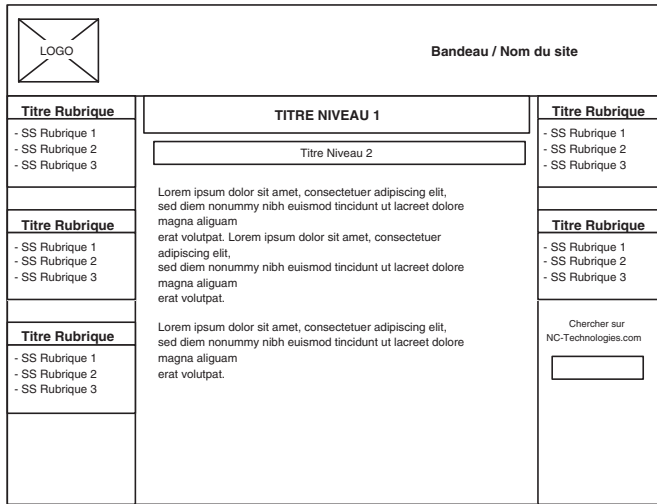 LOGO
Bandeau / Nom du site
Titre Rubrique
- SS Rubrique 1
- SS Rubrique 2
- SS Rubrique 3
Titre Rubrique
- SS Rubrique 1
- SS Rubrique 2
- SS Rubrique 3
Titre Rubrique
- SS Rubrique 1
- SS Rubrique 2
- SS Rubrique 3
TITRE NIVEAU 1
Titre Niveau 2
Lorem ipsum dolor sit amet, consectetuer adipiscing elit,
sed diem nonummy nibh euismod tincidunt ut lacreet dolore
magna aliguam
erat volutpat. Lorem ipsum dolor sit amet, consectetuer
adipiscing elit,
sed diem nonummy nibh euismod tincidunt ut lacreet dolore
magna aliguam
erat volutpat.
Lorem ipsum dolor sit amet, consectetuer adipiscing elit,
sed diem nonummy nibh euismod tincidunt ut lacreet dolore
magna aliguam
erat volutpat.
Titre Rubrique
- SS Rubrique 1
- SS Rubrique 2
- SS Rubrique 3
Titre Rubrique
- SS Rubrique 1
- SS Rubrique 2
- SS Rubrique 3
Chercher sur
NC-Technologies.com